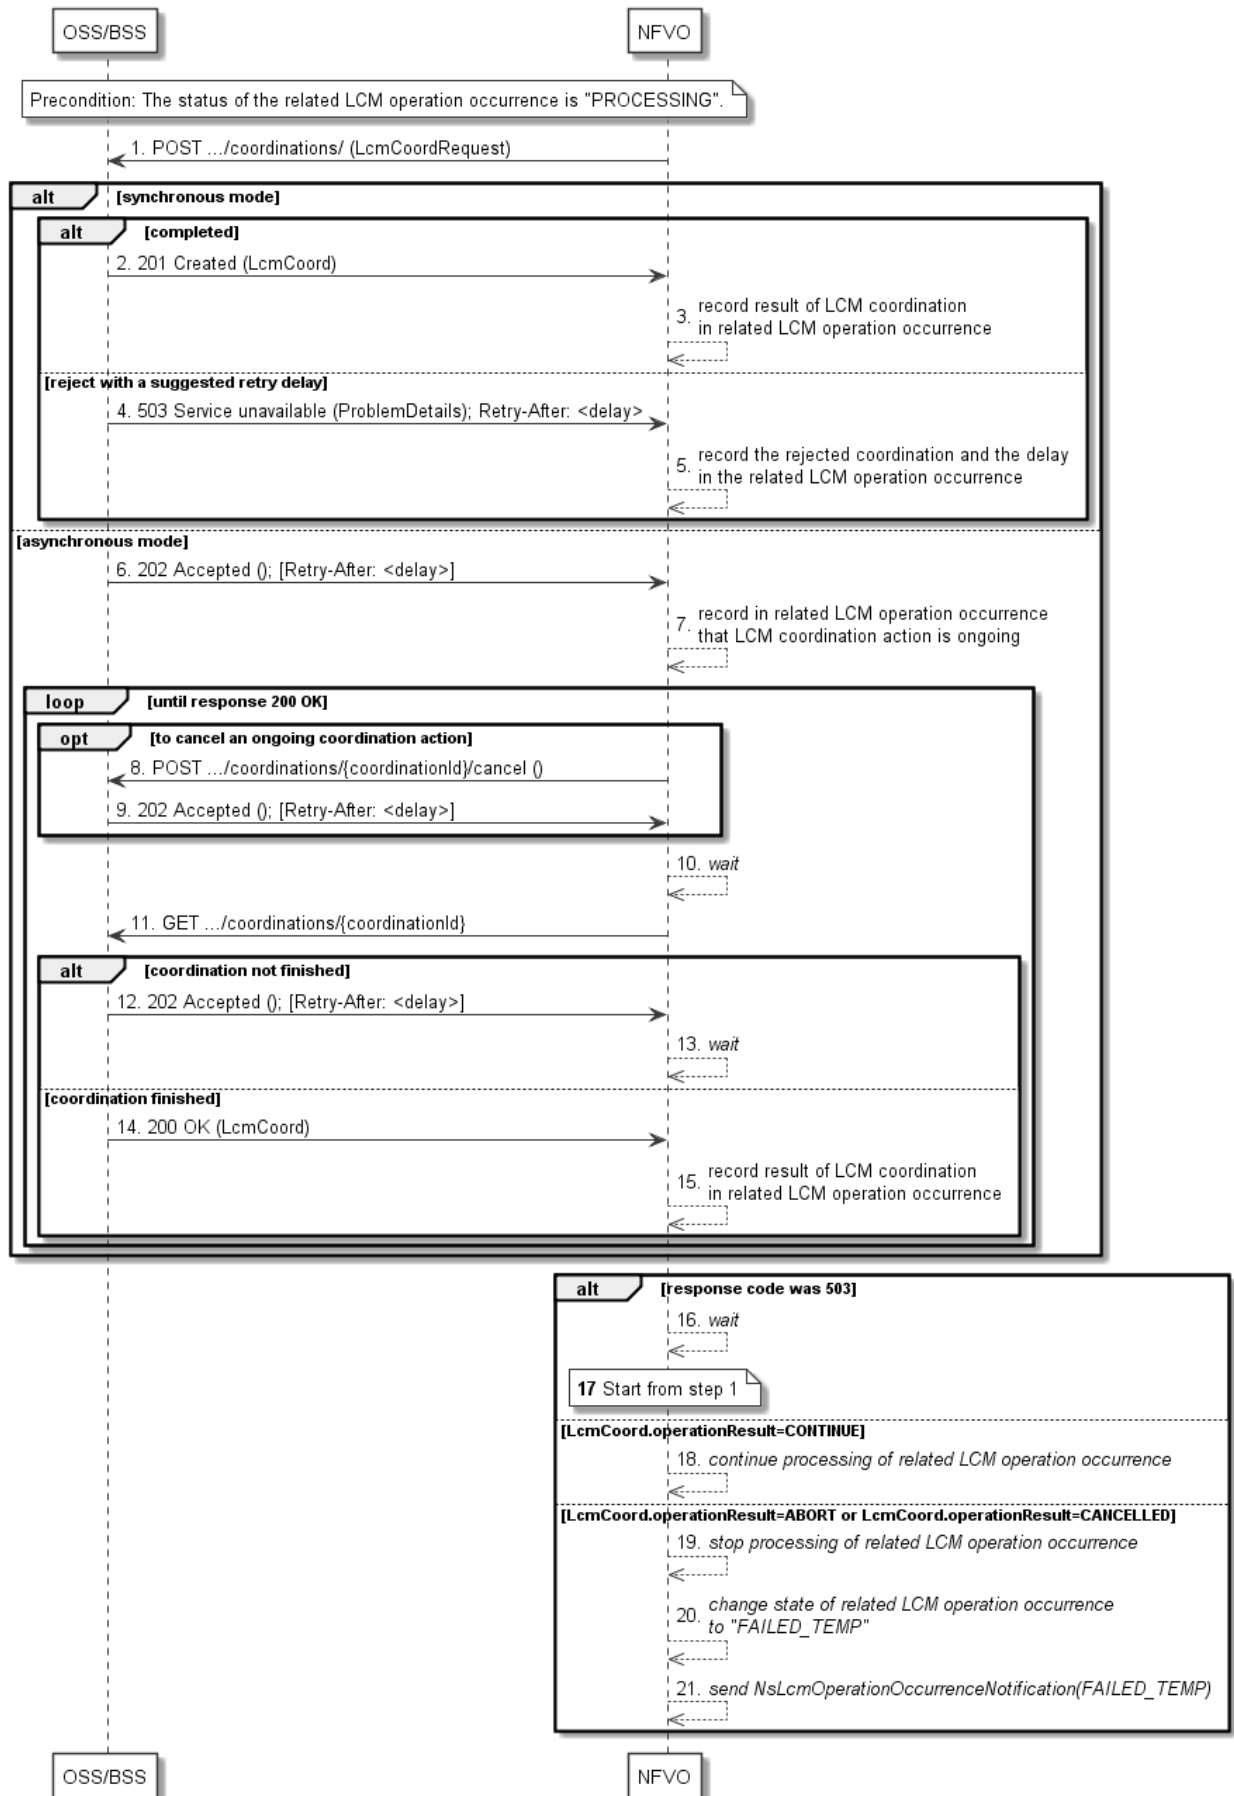 OSS/BSS
NFVO
Precondition: The status of the related LCM operation occurrence is "PROCESSING".
1. POST .../coordinations/ (LcmCoordRequest)
alt [synchronous mode]
alt [completed]
2. 201 Created (LcmCoord)
3. record result of LCM coordination
in related LCM operation occurrence
[reject with a suggested retry delay]
4. 503 Service unavailable (ProblemDetails); Retry-After: <delay>
5. record the rejected coordination and the delay
in the related LCM operation occurrence
[asynchronous mode]
6. 202 Accepted (); [Retry-After: <delay>]
7. record in related LCM operation occurrence
that LCM coordination action is ongoing
loop [until response 200 OK]
opt [to cancel an ongoing coordination action]
8. POST .../coordinations/{coordinationId}/cancel ()
9. 202 Accepted (); [Retry-After: <delay>]
10. wait
11. GET .../coordinations/{coordinationId}
alt [coordination not finished]
12. 202 Accepted (); [Retry-After: <delay>]
13. wait
[coordination finished]
14. 200 OK (LcmCoord)
15. record result of LCM coordination
in related LCM operation occurrence
alt [response code was 503]
16. wait
17 Start from step 1
[LcmCoord.operationResult=CONTINUE]
18. continue processing of related LCM operation occurrence
[LcmCoord.operationResult=ABORT or LcmCoord.operationResult=CANCELLED]
19. stop processing of related LCM operation occurrence
20. change state of related LCM operation occurrence
to "FAILED_TEMP"
21. send NsLcmOperationOccurrenceNotification(FAILED_TEMP)
OSS/BSS
NFVO